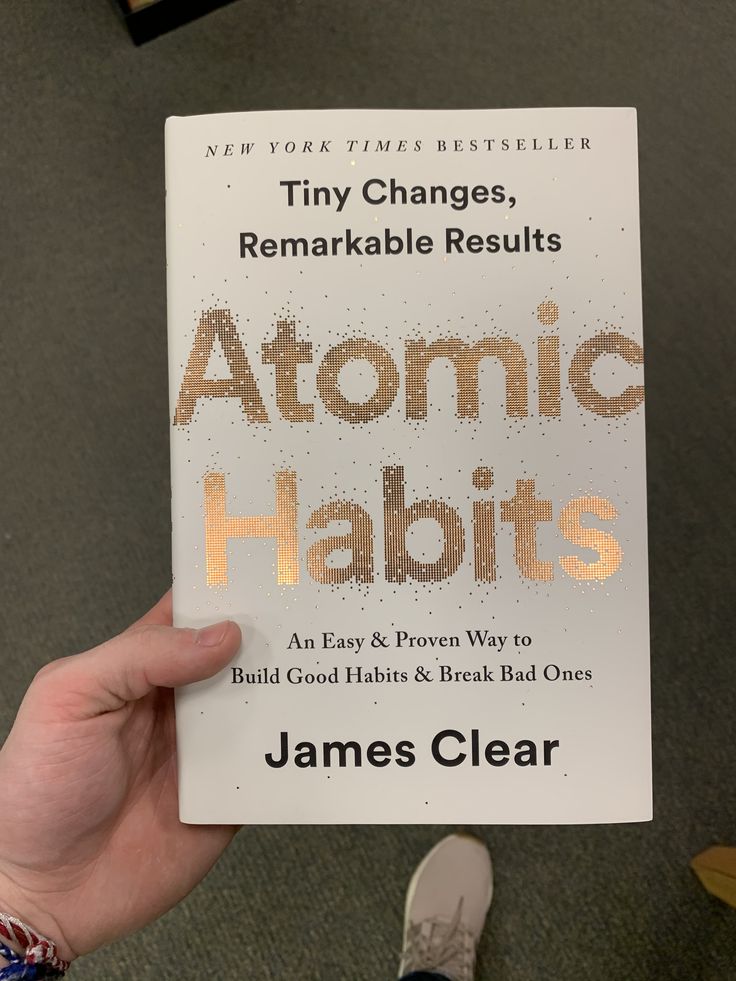 NEW YORK TIMES BESTSELLER
Tiny Changes,
Remarkable Results
Atomic
Habits
An Easy & Proven Way to
Build Good Habits & Break Bad Ones
James Clear